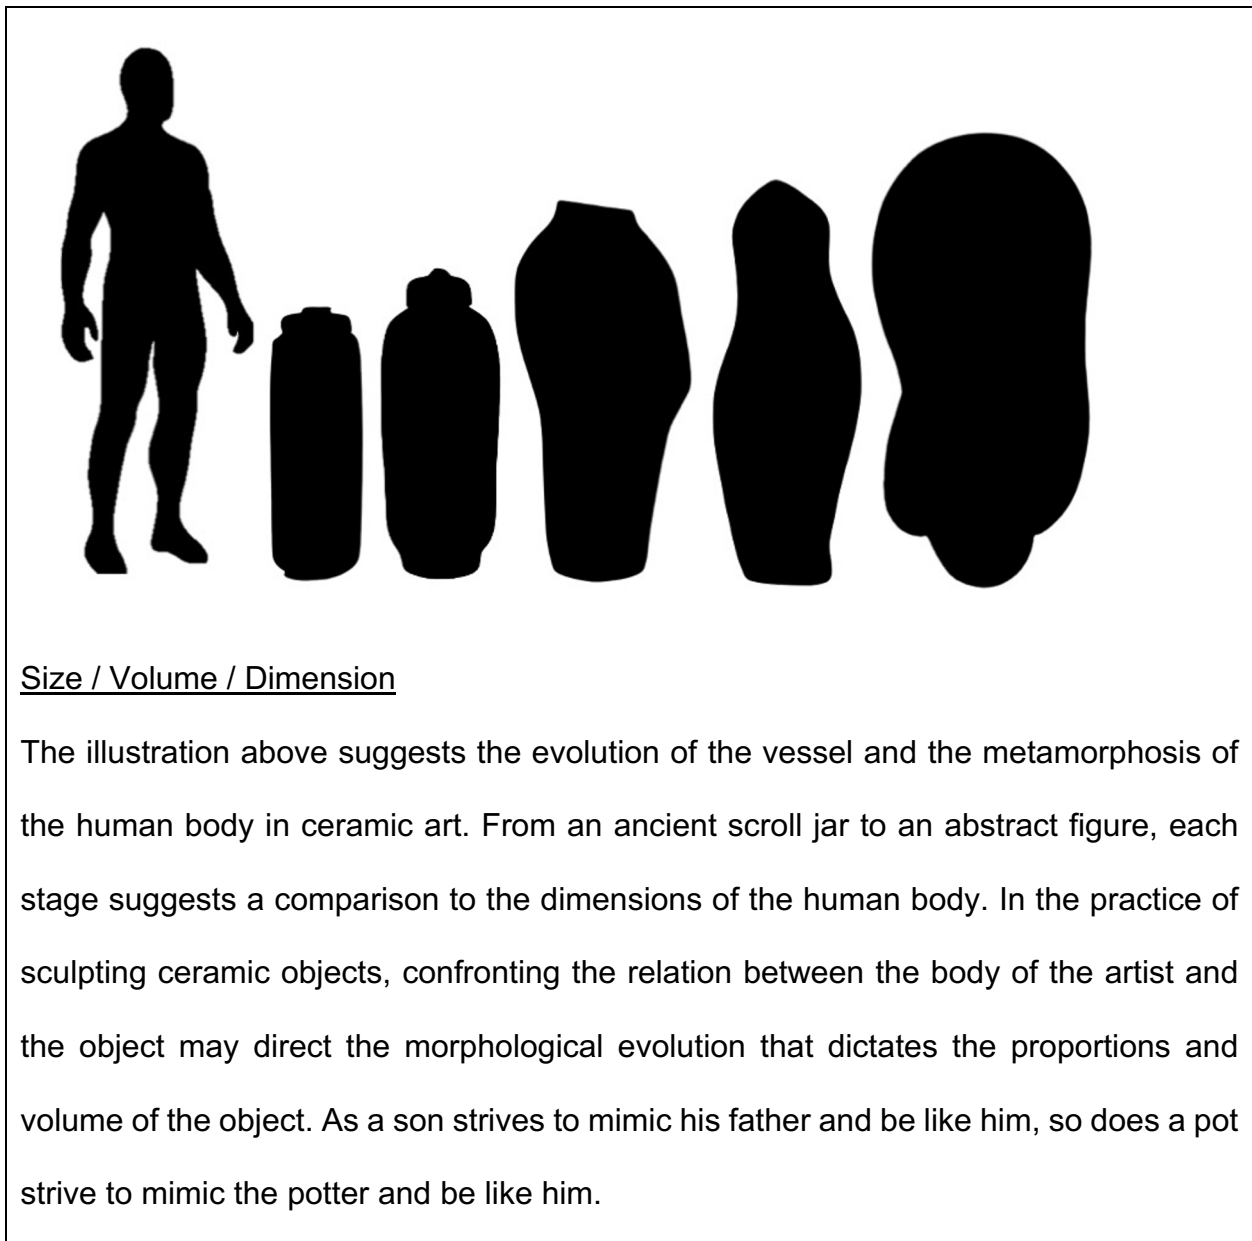 Size / Volume / Dimension
The illustration above suggests the evolution of the vessel and the metamorphosis of
the human body in ceramic art. From an ancient scroll jar to an abstract figure, each
stage suggests a comparison to the dimensions of the human body. In the practice of
sculpting ceramic objects, confronting the relation between the body of the artist and
the object may direct the morphological evolution that dictates the proportions and
volume of the object. As a son strives to mimic his father and be like him, so does a pot
strive to mimic the potter and be like him.